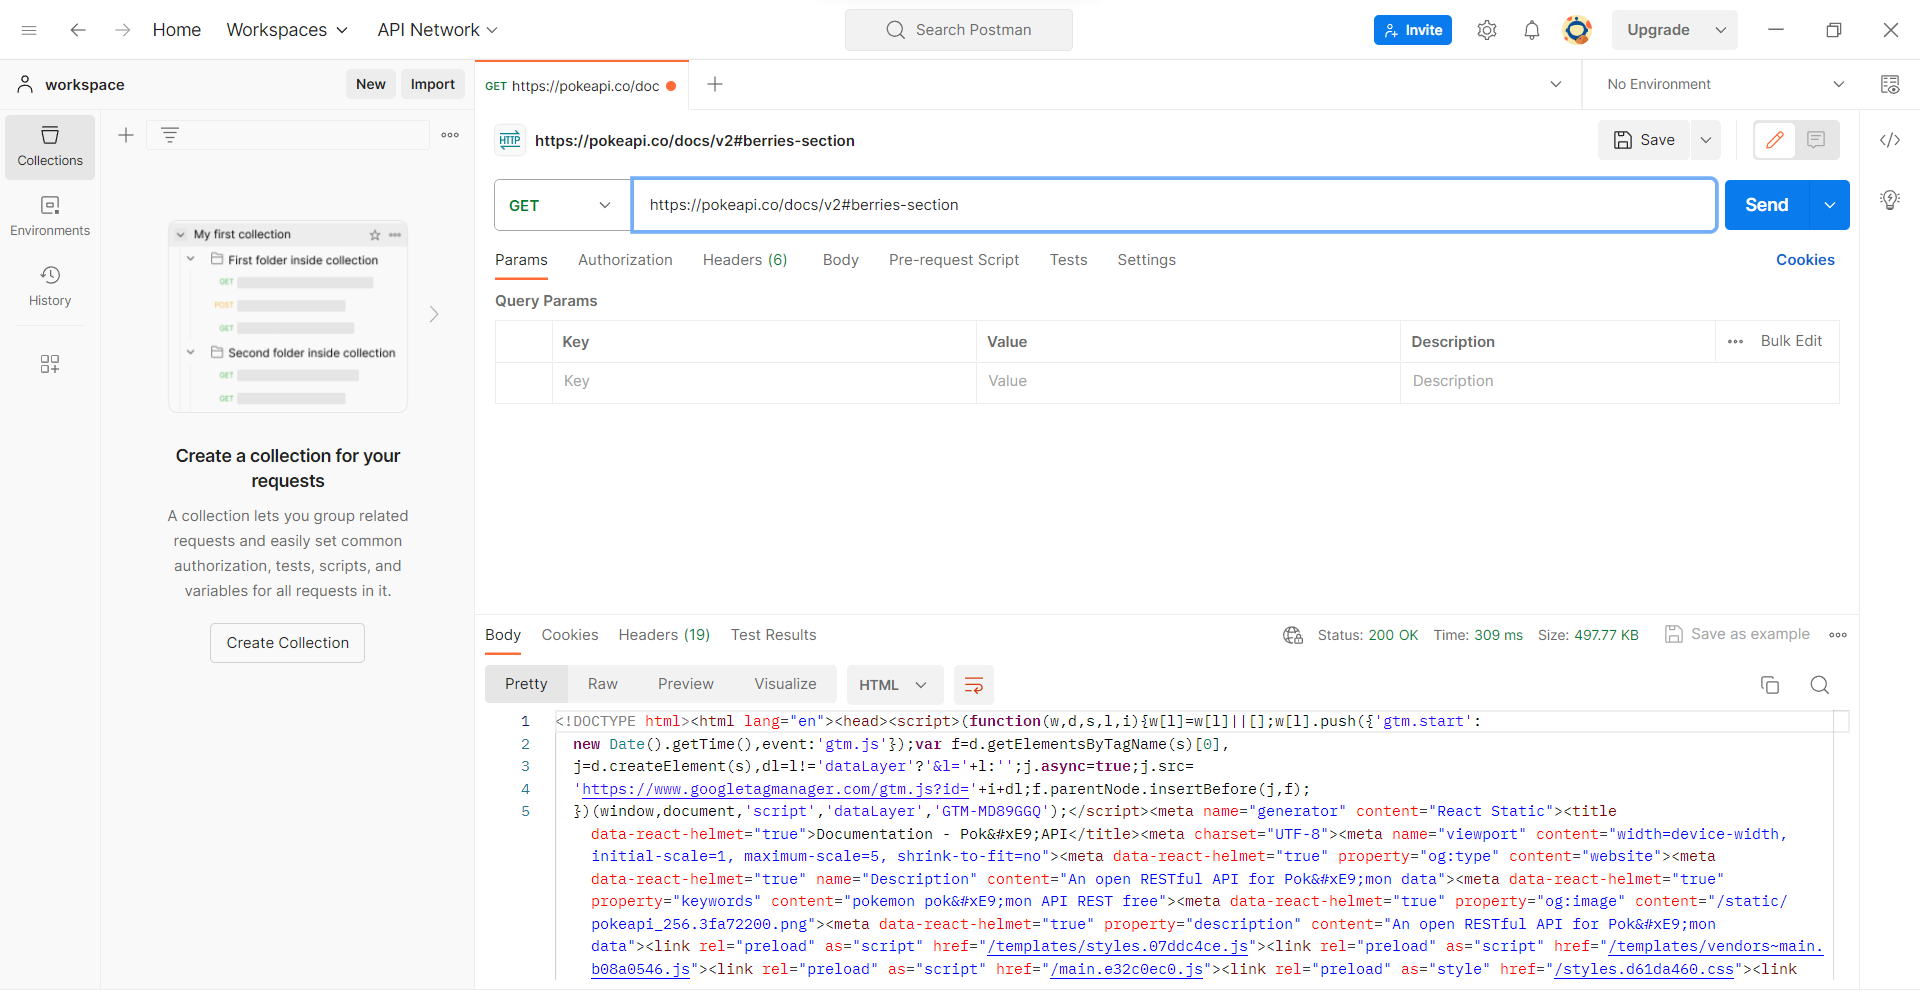 Home
Workspaces
API Network
Search Postman
Invite
Upgrade
workspace
New
Import
GET https://pokeapi.co/doc
No Environment
Collections
Environments
History
My first collection
First folder inside collection
GET
POST
GET
Second folder inside collection
GET
GET
Create a collection for your
requests
A collection lets you group related
requests and easily set common
authorization, tests, scripts, and
variables for all requests in it.
Create Collection
HTTP https://pokeapi.co/docs/v2#berries-section
Save
GET
https://pokeapi.co/docs/v2#berries-section
Send
Params Authorization Headers (6) Body Pre-request Script Tests Settings
Cookies
Query Params
Key Value Description Bulk Edit
Key Value Description
Body Cookies Headers (19) Test Results
Status: 200 OK Time: 309 ms Size: 497.77 KB
Save as example
Pretty Raw Preview Visualize HTML
1 <!DOCTYPE html><html lang="en"><head><script>(function(w,d,s,l,i){w[l]=w[l]||[];w[l].push({'gtm.start':
2 new Date().getTime(),event:'gtm.js'});var f=d.getElementsByTagName(s)[0],
3 j=d.createElement(s),dl=l!='dataLayer'?'&l='+l:'';j.async=true;j.src=
4 'https://www.googletagmanager.com/gtm.js?id='+i+dl;f.parentNode.insertBefore(j,f);
5 })(window,document,'script','dataLayer','GTM-MD89GGQ');</script><meta name="generator" content="React Static"><title
data-react-helmet="true">Documentation - Pok&#xE9;API</title><meta charset="UTF-8"><meta name="viewport" content="width=device-width,
initial-scale=1, maximum-scale=5, shrink-to-fit=no"><meta data-react-helmet="true" property="og:type" content="website"><meta
data-react-helmet="true" name="Description" content="An open RESTful API for Pok&#xE9;mon data"><meta data-react-helmet="true"
property="keywords" content="pokemon pok&#xE9;mon API REST free"><meta data-react-helmet="true" property="og:image" content="/static/
pokeapi_256.3fa72200.png"><meta data-react-helmet="true" property="description" content="An open RESTful API for Pok&#xE9;mon
data"><link rel="preload" as="script" href="/templates/styles.07ddc4ce.js"><link rel="preload" as="script" href="/templates/vendors~main.
b08a0546.js"><link rel="preload" as="script" href="/main.e32c0ec0.js"><link rel="preload" as="style" href="/styles.d61da460.css"><link